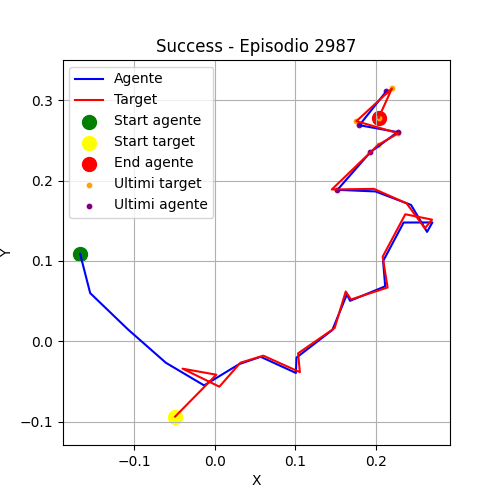 Success - Episodio 2987
Agente
Target
Start agente
Start target
End agente
Ultimi target
Ultimi agente
0.3
0.2
0.1
0.0
−0.1
Y
−0.1
0.0
0.1
0.2
X